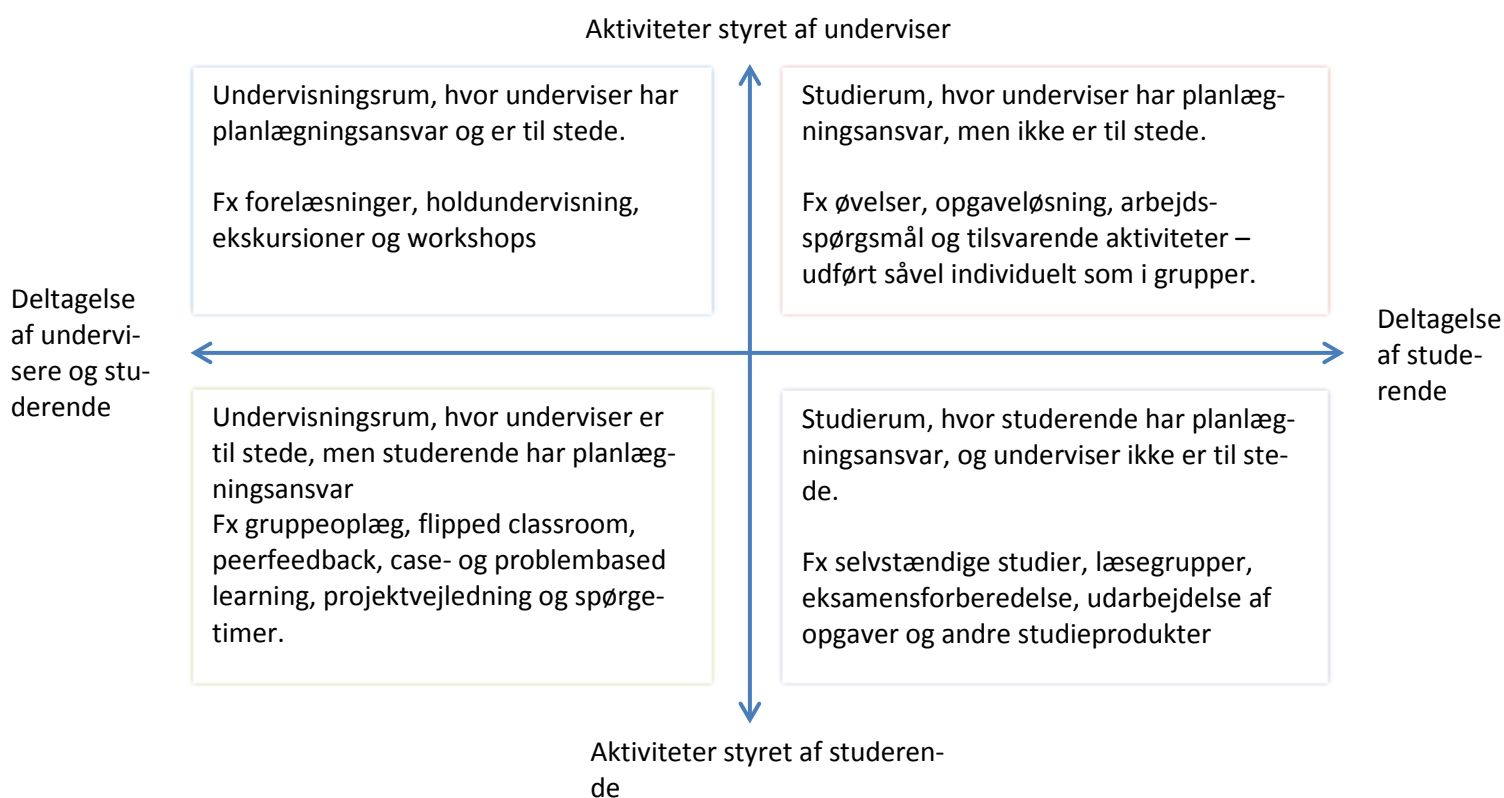 Aktiviteter styret af underviser
Undervisningsrum, hvor underviser har
planlægningsansvar og er til stede.
Fx forelæsninger, holdundervisning,
ekskursioner og workshops
Studierum, hvor underviser har planlæg-
ningsansvar, men ikke er til stede.
Fx øvelser, opgaveløsning, arbejds-
spørgsmål og tilsvarende aktiviteter –
udført såvel individuelt som i grupper.
Deltagelse
af undervi-
sere og stu-
derende
Deltagelse
af stude-
rende
Undervisningsrum, hvor underviser er
til stede, men studerende har planlæg-
ningsansvar
Fx gruppeoplæg, flipped classroom,
peerfeedback, case- og problembased
learning, projektvejledning og spørge-
timer.
Studierum, hvor studerende har planlæg-
ningsansvar, og underviser ikke er til ste-
de.
Fx selvstændige studier, læsegrupper,
eksamensforberedelse, udarbejdelse af
opgaver og andre studieprodukter
Aktiviteter styret af studeren-
de